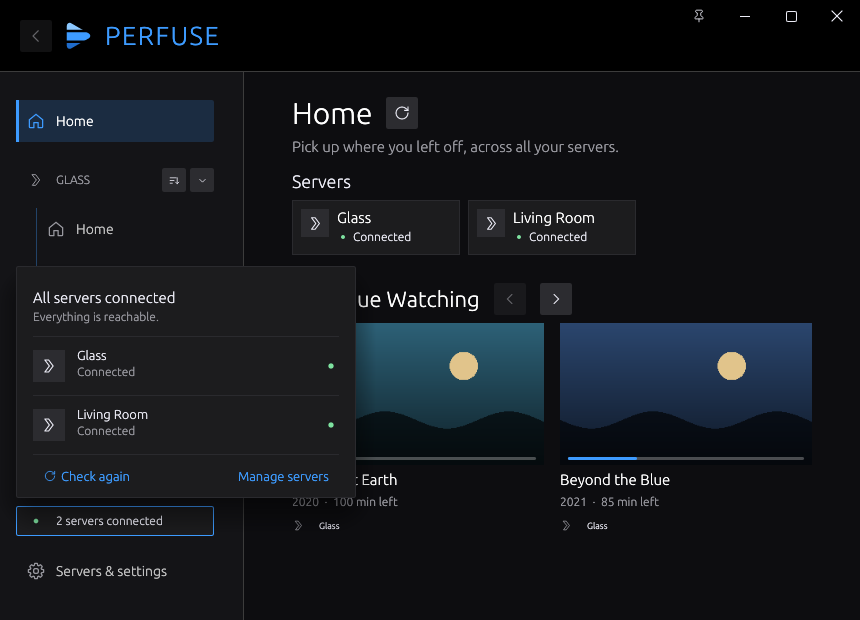 PERFUSE
Home
GLASS
Home
Home
Pick up where you left off, across all your servers.
Servers
Glass
Connected
Living Room
Connected
ue Watching
All servers connected
Everything is reachable.
Glass
Connected
Living Room
Connected
Check again
Manage servers
t Earth
2020 · 100 min left
Glass
Beyond the Blue
2021 · 85 min left
Glass
2 servers connected
Servers & settings